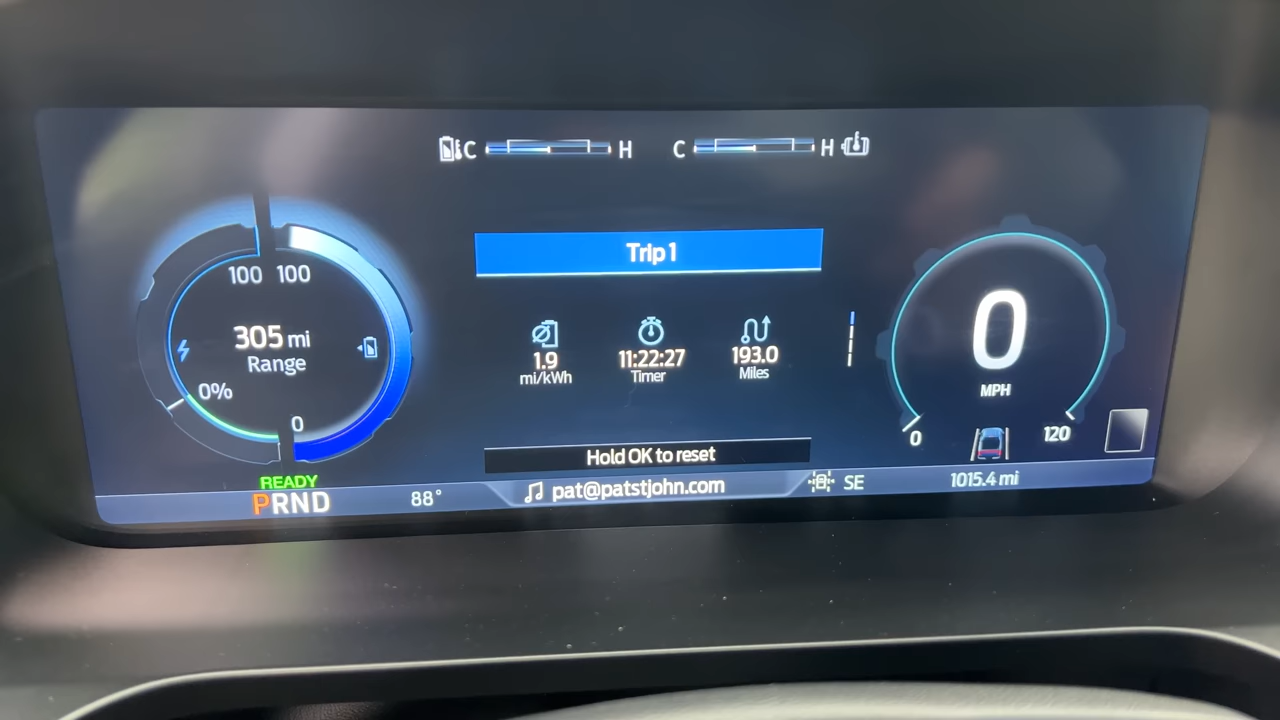 C H C H
Trip 1
100 100
305 mi
Range
0%
0
1.9
mi/kWh
11:22:27
Timer
193.0
Miles
0
MPH
0 120
Hold OK to reset
READY
PRND
88°
pat@patstjohn.com
SE
1015.4 mi